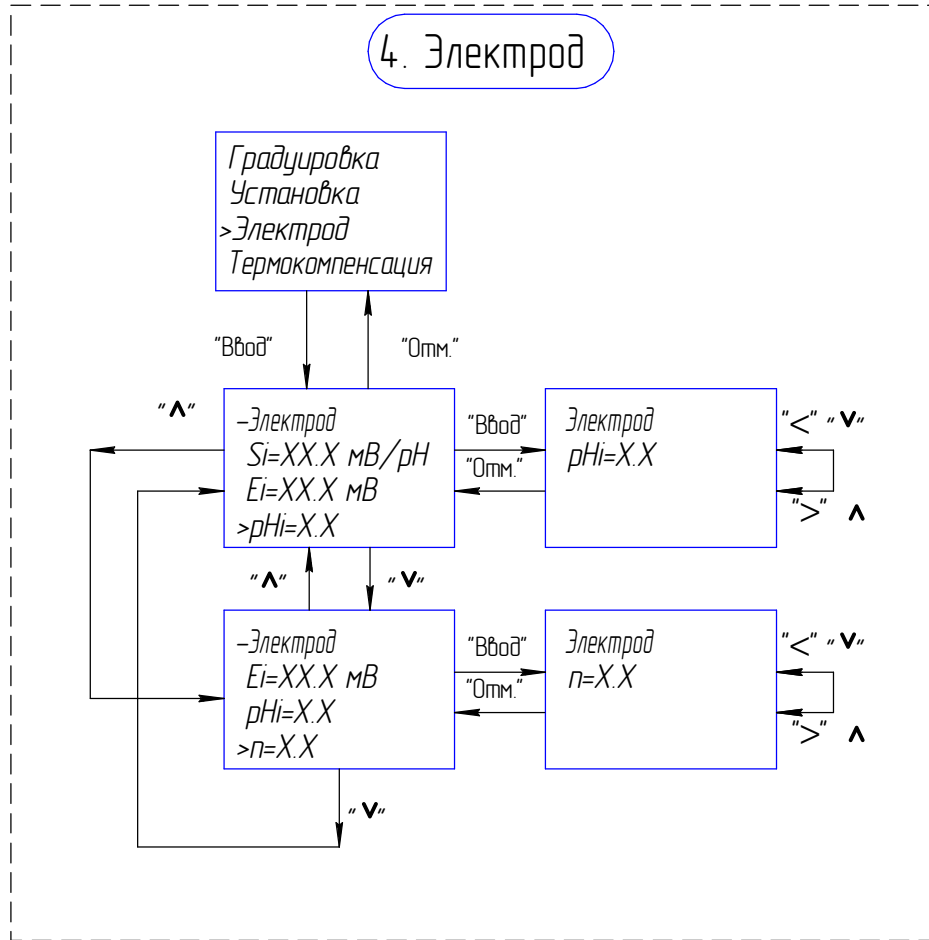 4. Электрод
Градуировка
Установка
>Электрод
Термокомпенсация
"Ввод"
"Отм."
"∧"
–Электрод
Si=XX.X мВ/pH
Ei=XX.X мВ
>pHi=X.X
"Ввод"
"Отм."
Электрод
pHi=X.X
"<" "∨"
">" ∧
"∧"
"∨"
–Электрод
Ei=XX.X мВ
pHi=X.X
>n=X.X
"Ввод"
"Отм."
Электрод
n=X.X
"<" "∨"
">" ∧
"∨"